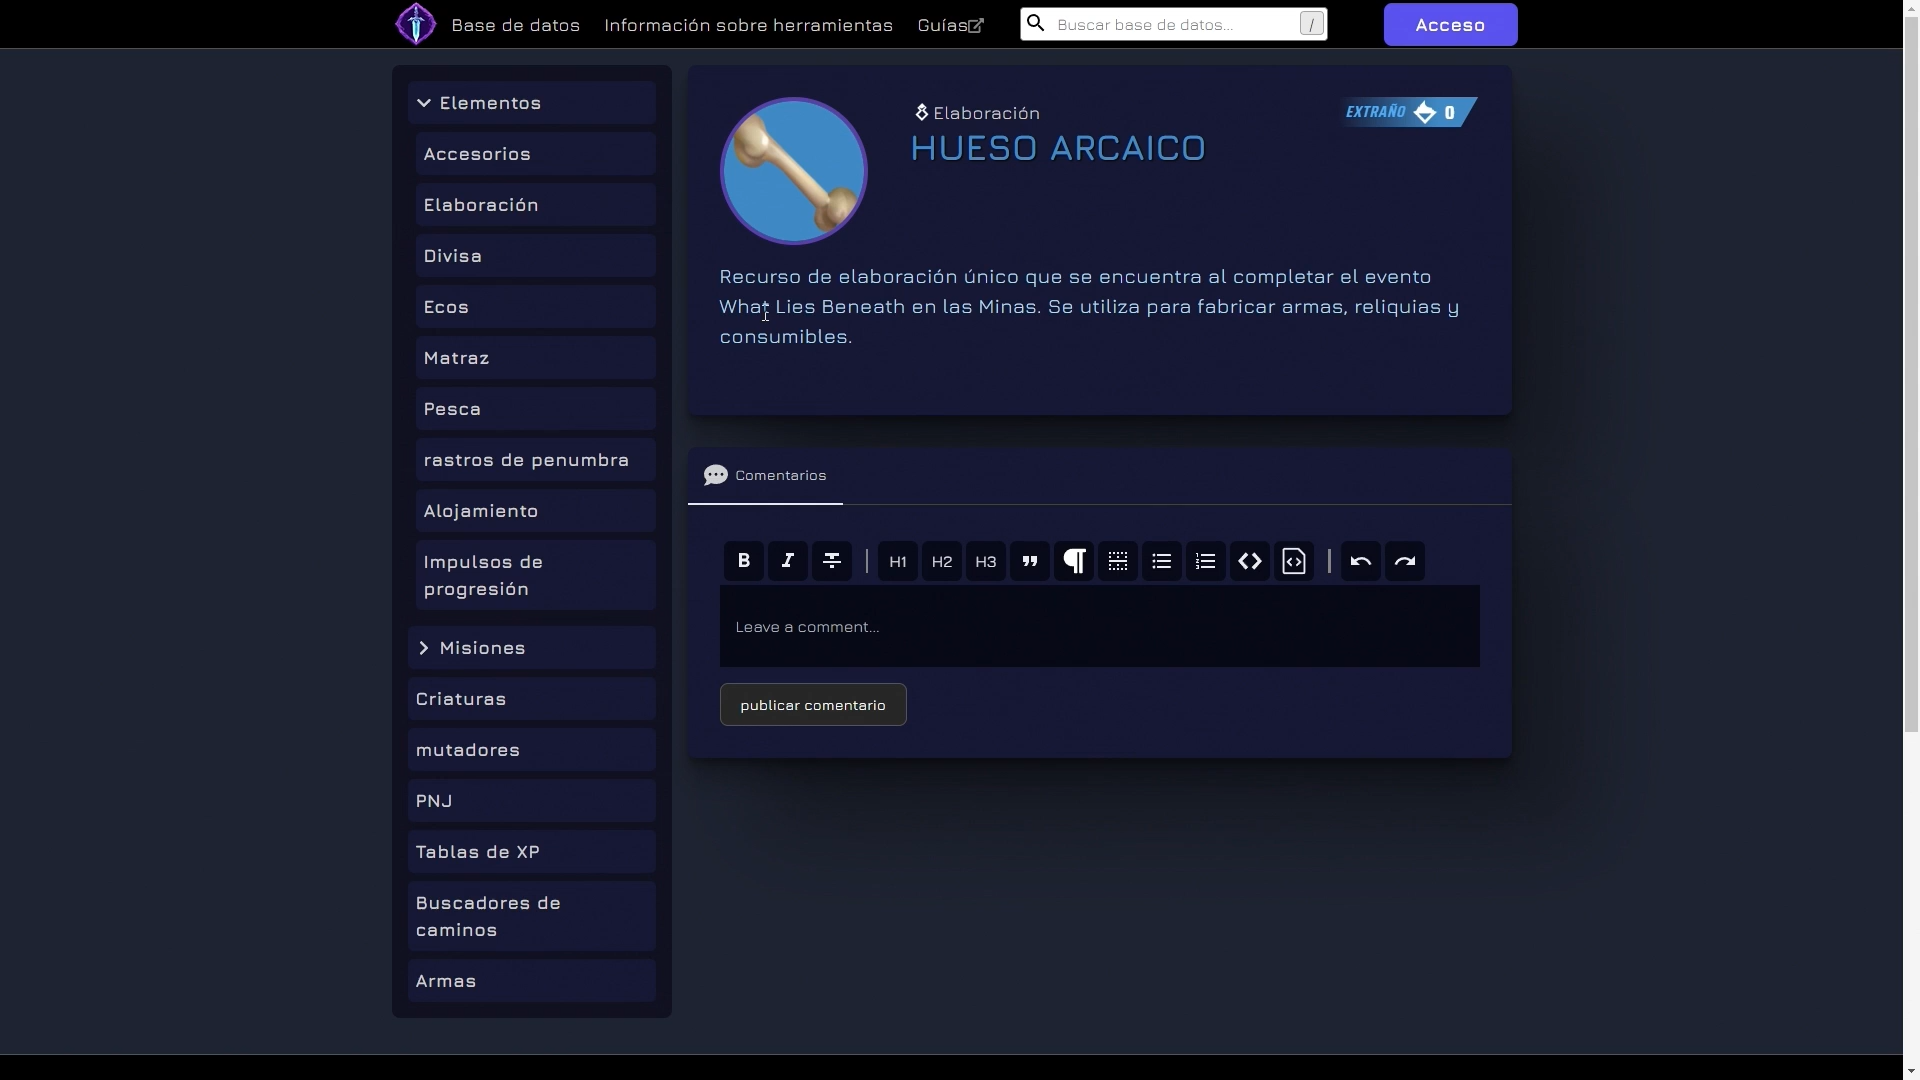 Base de datos
Información sobre herramientas
Guías
Buscar base de datos...
/
Acceso
Elementos
Accesorios
Elaboración
Divisa
Ecos
Matraz
Pesca
rastros de penumbra
Alojamiento
Impulsos de
progresión
Misiones
Criaturas
mutadores
PNJ
Tablas de XP
Buscadores de
caminos
Armas
Elaboración
EXTRAÑO 0
HUESO ARCAICO
Recurso de elaboración único que se encuentra al completar el evento
What Lies Beneath en las Minas. Se utiliza para fabricar armas, reliquias y
consumibles.
Comentarios
B I H1 H2 H3
Leave a comment...
publicar comentario